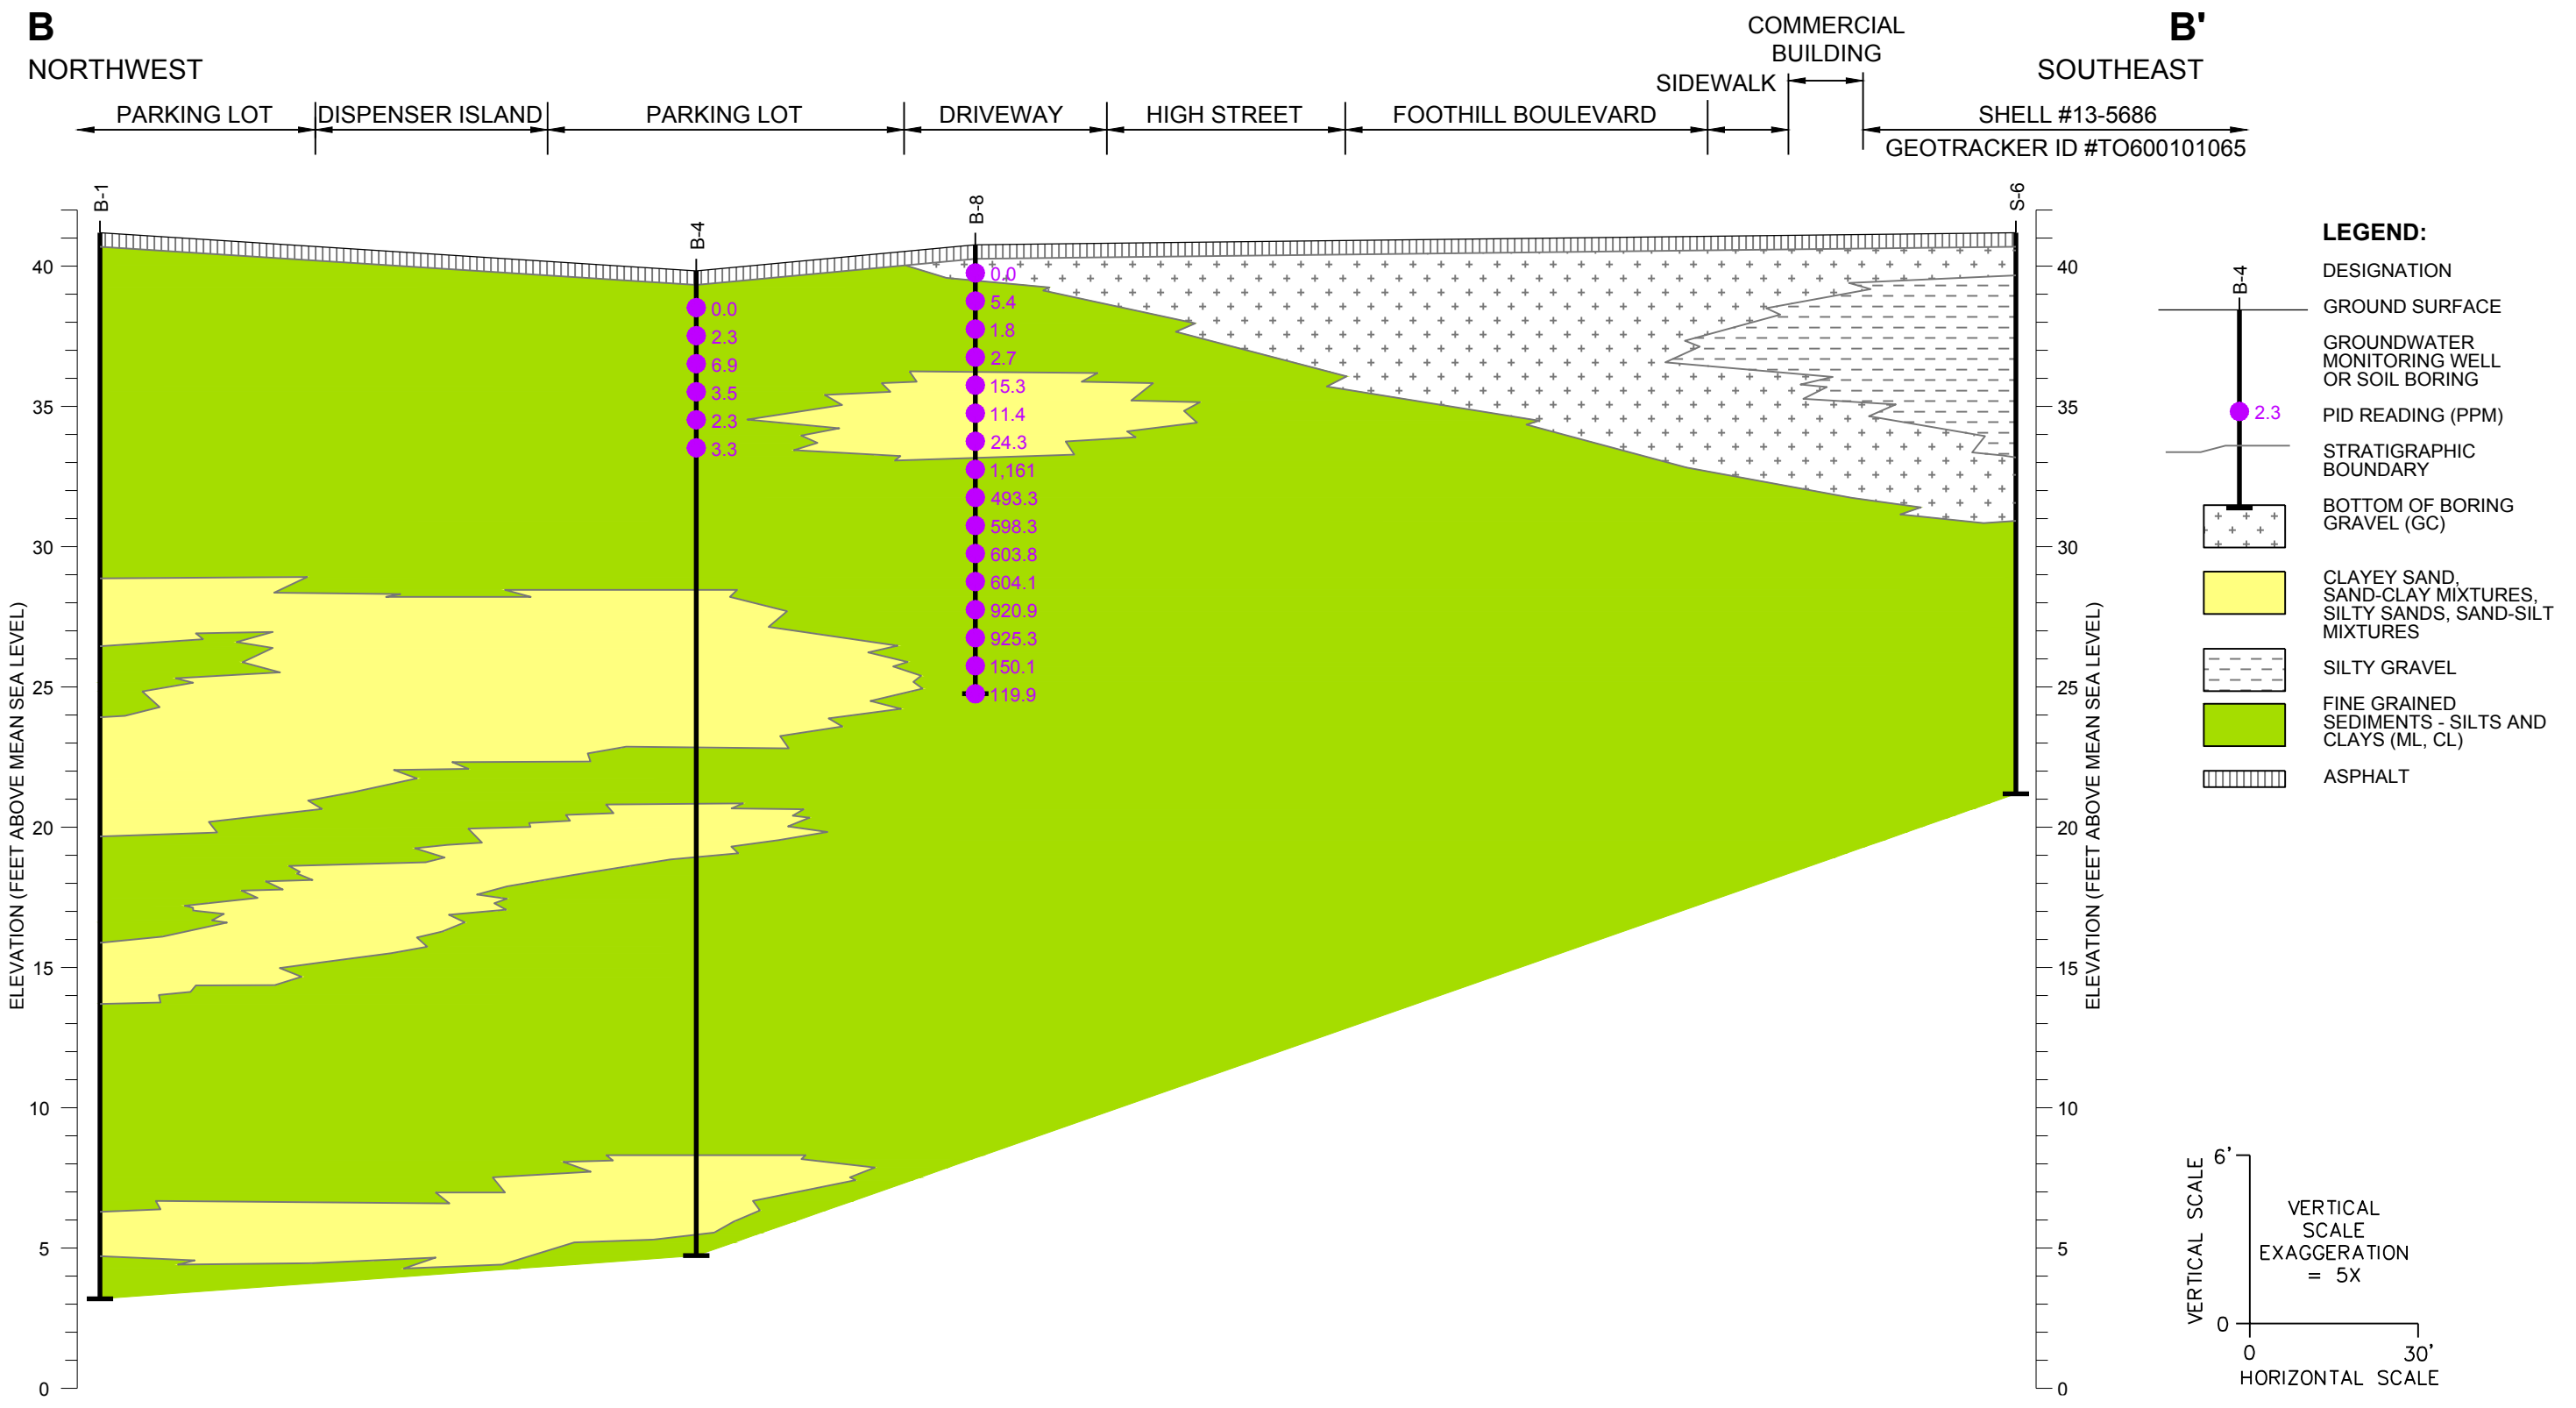 B
NORTHWEST
COMMERCIAL
BUILDING
B'
SOUTHEAST
SIDEWALK
PARKING LOT
DISPENSER ISLAND
PARKING LOT
DRIVEWAY
HIGH STREET
FOOTHILL BOULEVARD
SHELL #13-5686
GEOTRACKER ID #TO600101065
B-1
B-4
B-8
S-6
ELEVATION (FEET ABOVE MEAN SEA LEVEL)
40
35
30
25
20
15
10
5
0
0.0
2.3
6.9
3.5
2.3
3.3
0.0
5.4
1.8
2.7
15.3
11.4
24.3
1,161
493.3
598.3
603.8
604.1
920.9
925.3
150.1
119.9
40
35
30
25
20
15
10
5
0
ELEVATION (FEET ABOVE MEAN SEA LEVEL)
LEGEND:
B-4
DESIGNATION
GROUND SURFACE
GROUNDWATER
MONITORING WELL
OR SOIL BORING
2.3
PID READING (PPM)
STRATIGRAPHIC
BOUNDARY
BOTTOM OF BORING
GRAVEL (GC)
CLAYEY SAND,
SAND-CLAY MIXTURES,
SILTY SANDS, SAND-SILT
MIXTURES
SILTY GRAVEL
FINE GRAINED
SEDIMENTS - SILTS AND
CLAYS (ML, CL)
ASPHALT
VERTICAL SCALE
6'
0
VERTICAL
SCALE
EXAGGERATION
= 5X
0
30'
HORIZONTAL SCALE